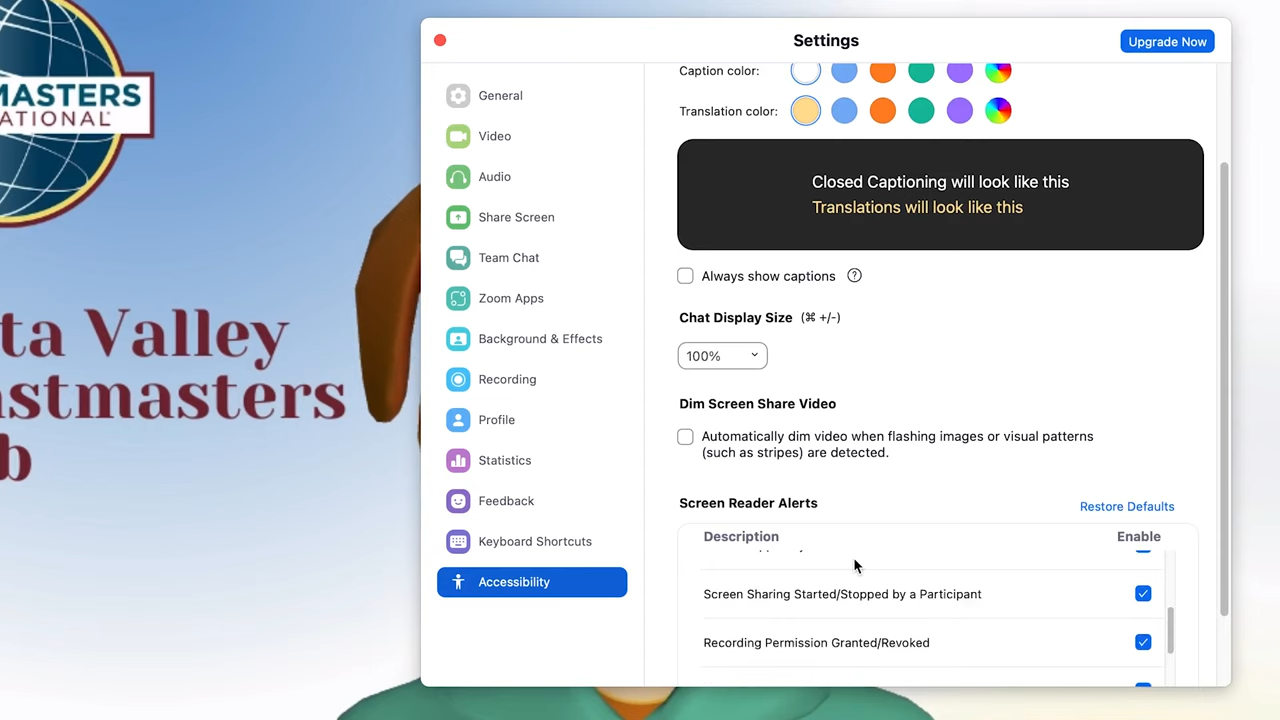 MASTERS
ATIONAL®
ta Valley
stmasters
b
Settings
Upgrade Now
General
Video
Audio
Share Screen
Team Chat
Zoom Apps
Background & Effects
Recording
Profile
Statistics
Feedback
Keyboard Shortcuts
Accessibility
Caption color:
Translation color:
Closed Captioning will look like this
Translations will look like this
Always show captions
Chat Display Size (⌘ +/-)
100%
Dim Screen Share Video
Automatically dim video when flashing images or visual patterns
(such as stripes) are detected.
Screen Reader Alerts
Restore Defaults
Description Enable
Screen Sharing Started/Stopped by a Participant
Recording Permission Granted/Revoked